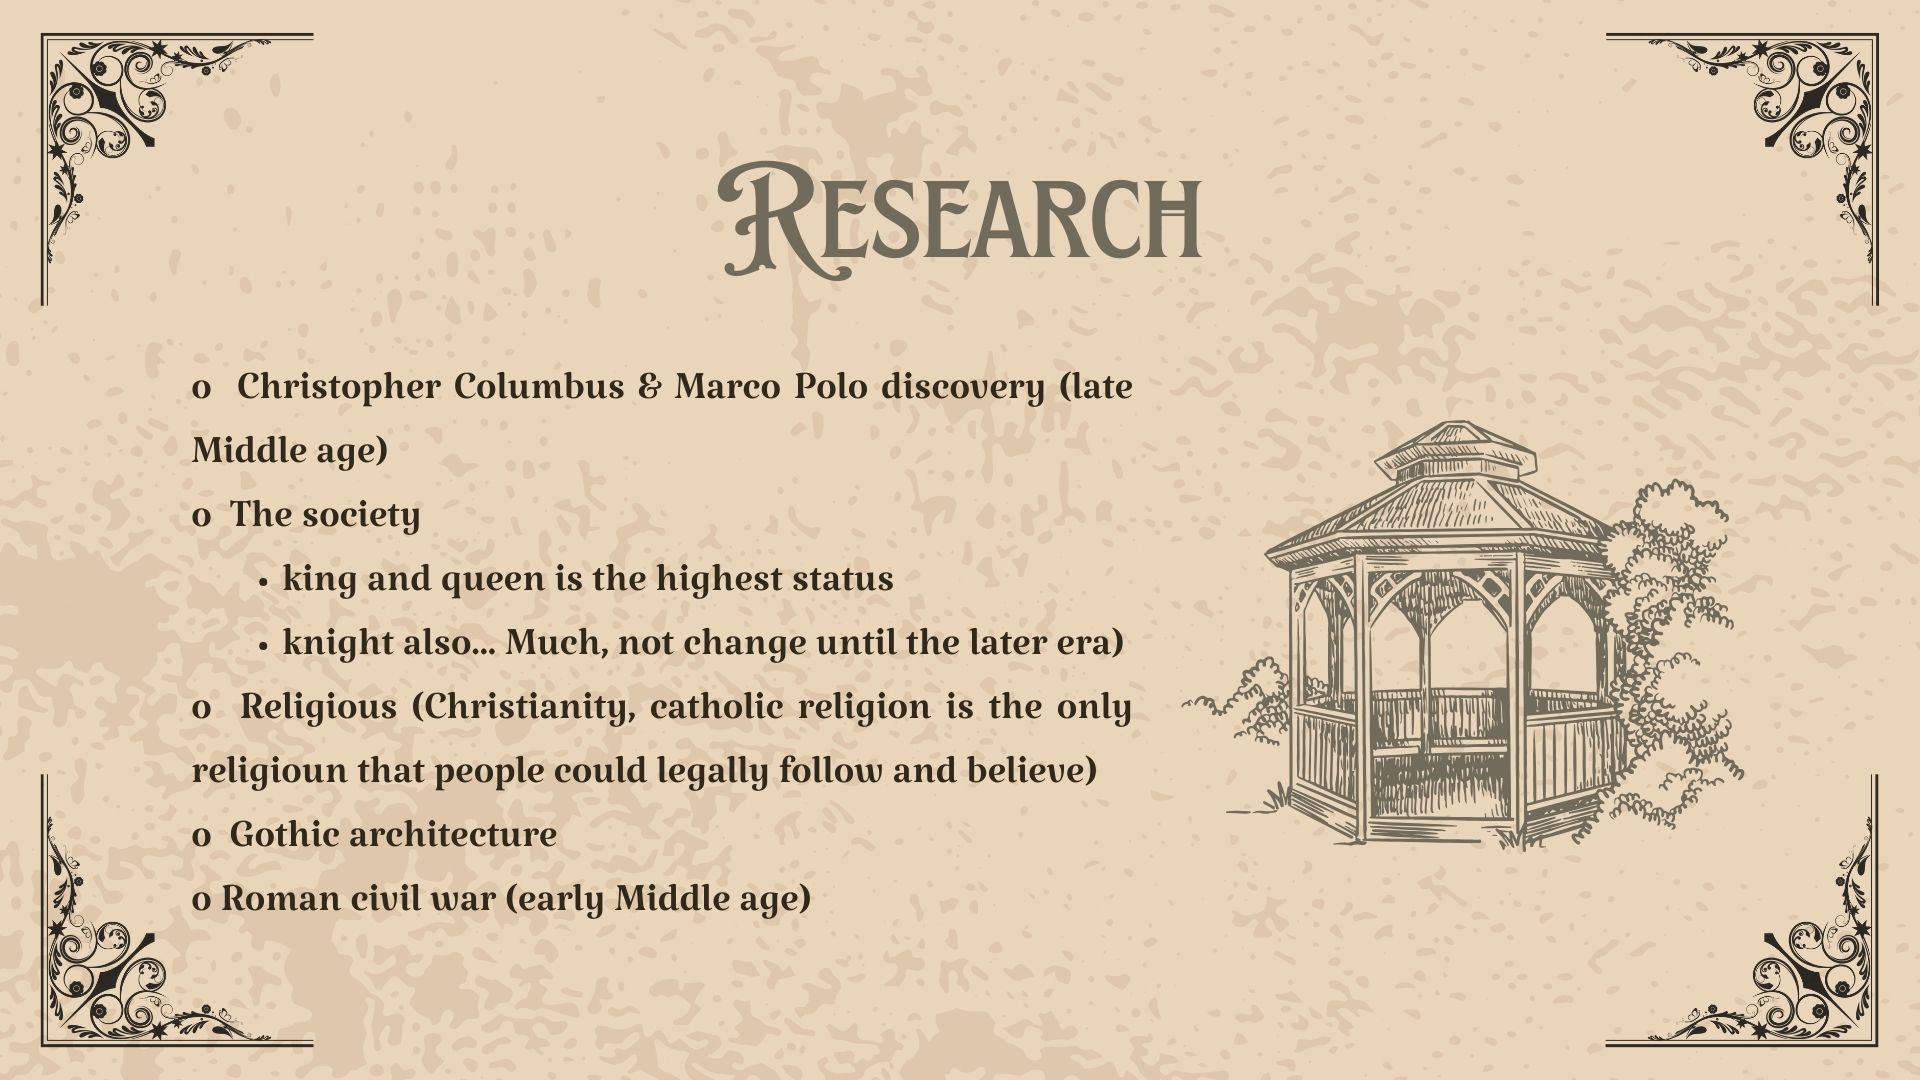 Research
o Christopher Columbus & Marco Polo discovery (late
Middle age)
o The society
• king and queen is the highest status
• knight also... Much, not change until the later era)
o Religious (Christianity, catholic religion is the only
religioun that people could legally follow and believe)
o Gothic architecture
o Roman civil war (early Middle age)